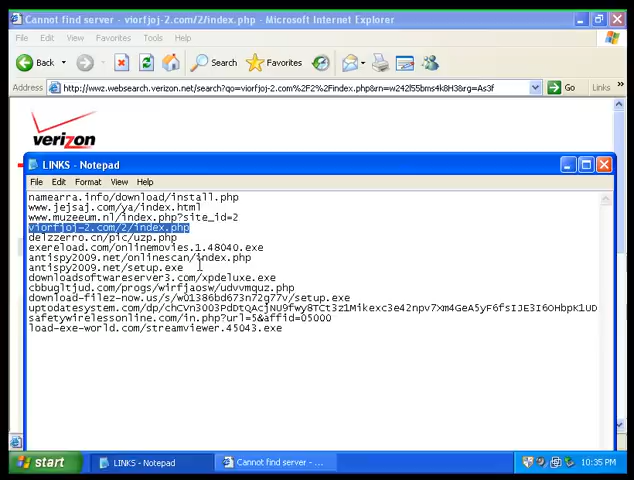 Cannot find server - viorfjoj-2.com/2/index.php - Microsoft Internet Explorer
File Edit View Favorites Tools Help
Back Search Favorites
Address http://wwz.websearch.verizon.net/search?qo=viorfjoj-2.com%2F2%2Findex.php&rn=w242l55bms4k8H38rg=As3f Go Links
verizon
LINKS - Notepad
File Edit Format View Help
namearra.info/download/install.php
www.jejsaj.com/ya/index.html
www.muzeeum.nl/index.php?site_id=2
viorfjoj-2.com/2/index.php
delzzerro.cn/pic/uzp.php
exereload.com/onlinemovies.1.48040.exe
antispy2009.net/onlinescan/index.php
antispy2009.net/setup.exe
downloadsoftwareserver3.com/xpdeluxe.exe
cbbugltjud.com/progs/wirfjaosw/udvvmquz.php
download-filez-now.us/s/w01386bd673n72g77v/setup.exe
uptodatesystem.com/dp/chCVn3003PdDtQAcjNU9fwy8TCt3z1Mikexc3e42npv7Xm4GeA5yF6fsIJE3I6OHbpK1UD
safetywirelessonline.com/in.php?url=5&affid=05000
load-exe-world.com/streamviewer.45043.exe
start LINKS - Notepad Cannot find server - ... 10:35 PM